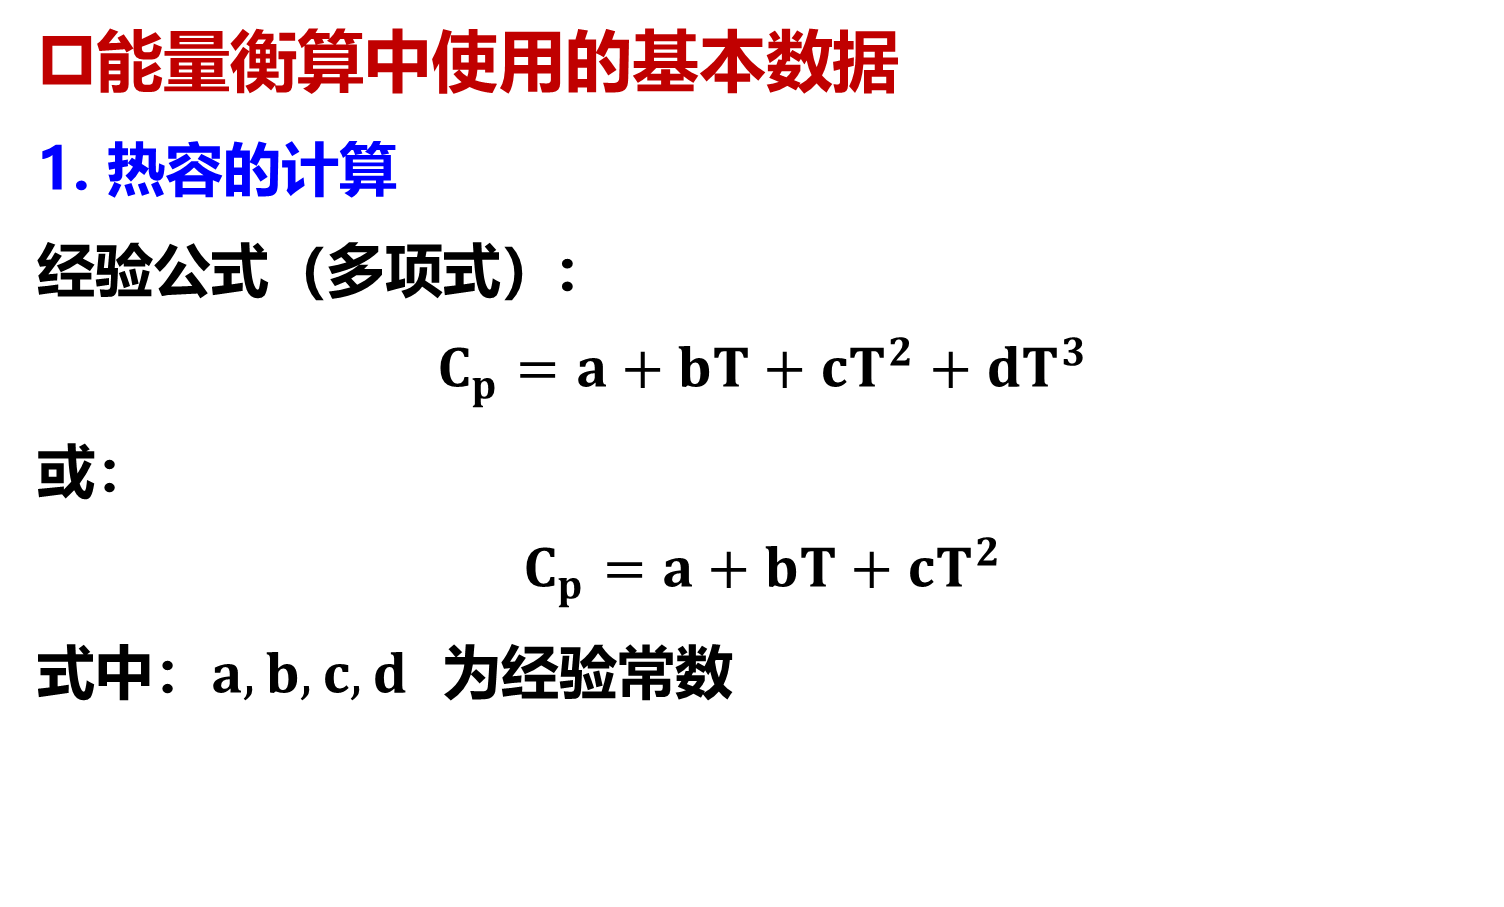 □能量衡算中使用的基本数据
1. 热容的计算
经验公式（多项式）:
C_p = a + bT + cT² + dT³
或:
C_p = a + bT + cT²
式中：a, b, c, d 为经验常数